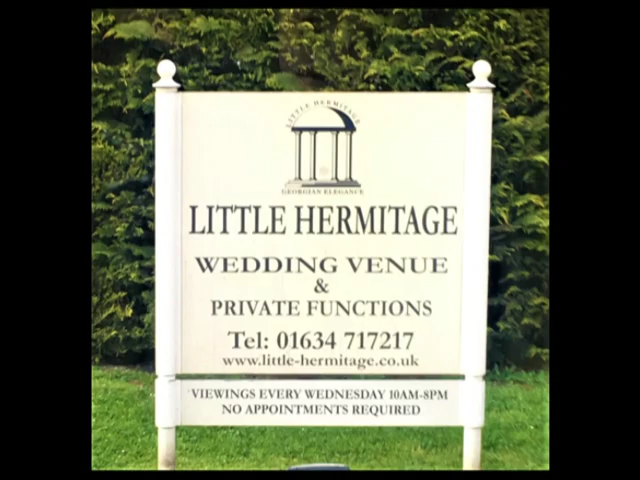 LITTLE HERMITAGE
GEORGIAN ELEGANCE
LITTLE HERMITAGE
WEDDING VENUE
&
PRIVATE FUNCTIONS
Tel: 01634 717217
www.little-hermitage.co.uk
VIEWINGS EVERY WEDNESDAY 10AM-8PM
NO APPOINTMENTS REQUIRED